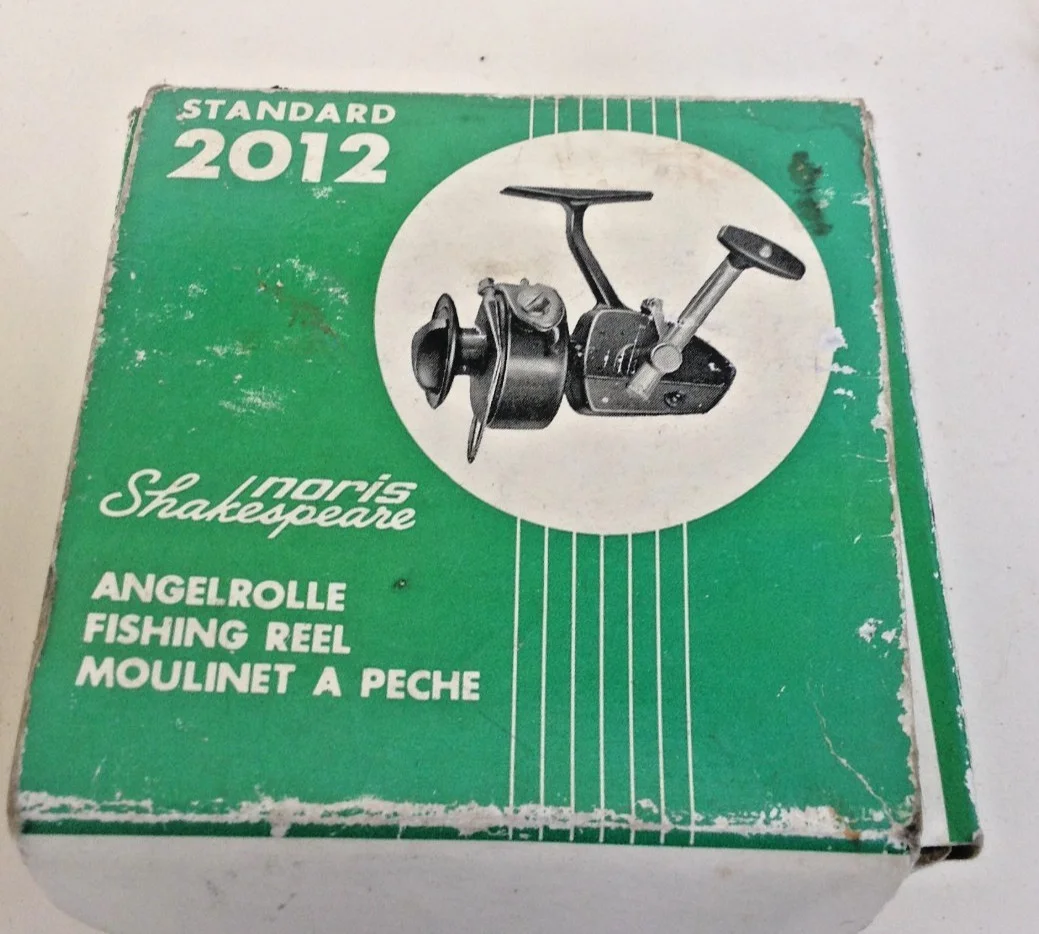 STANDARD
2012
noris
Shakespeare
ANGELROLLE
FISHING REEL
MOULINET A PECHE